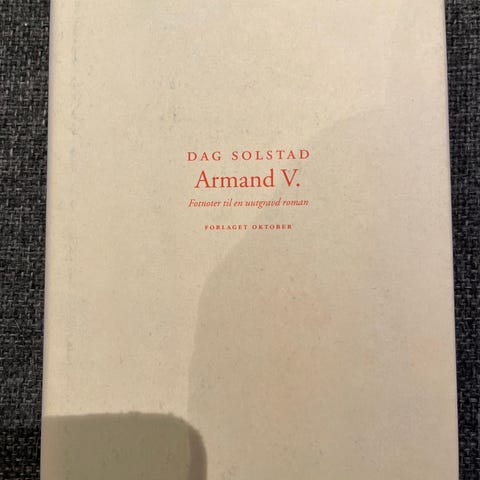 DAG SOLSTAD
Armand V.
Fotnoter til en uutgravd roman
FORLAGET OKTOBER